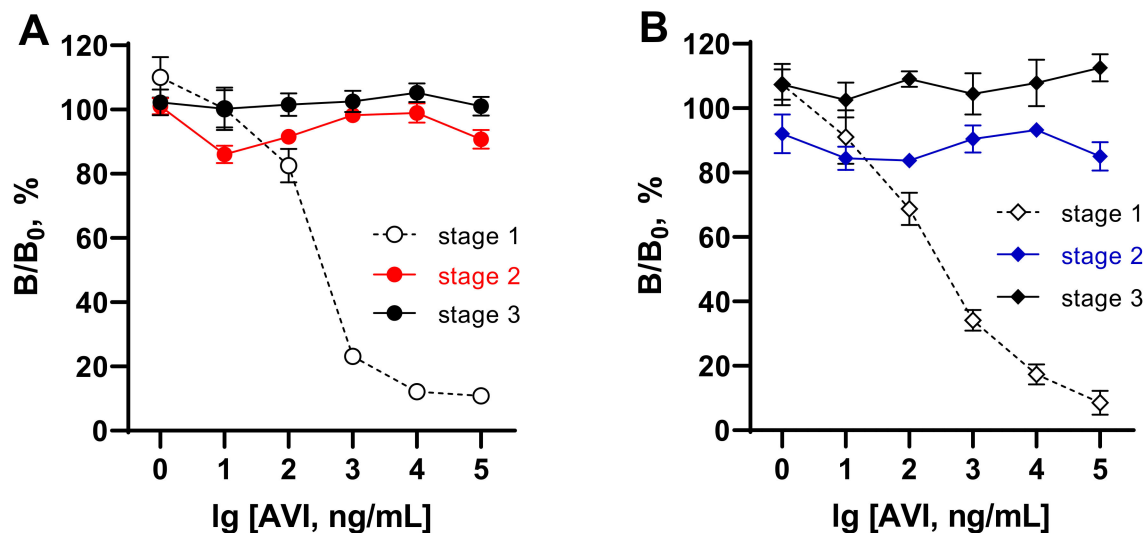 A
120
100
80
60
40
20
0
B/B₀, %
stage 1
stage 2
stage 3
0 1 2 3 4 5
lg [AVI, ng/mL]
B
120
100
80
60
40
20
0
B/B₀, %
stage 1
stage 2
stage 3
0 1 2 3 4 5
lg [AVI, ng/mL]